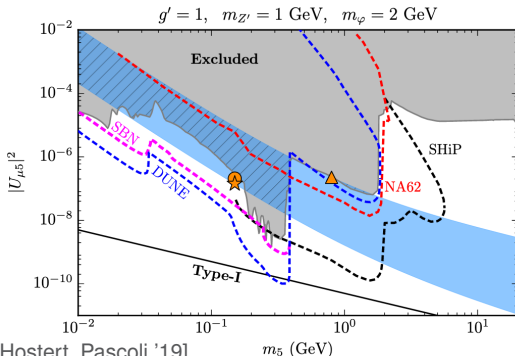 g′ = 1,   m_{Z′} = 1 GeV,   m_φ = 2 GeV
10^{−2}
10^{−4}
10^{−6}
10^{−8}
10^{−10}
|U_{μ5}|²
Excluded
SBN
DUNE
SHiP
NA62
Type-I
10^{−2}
10^{−1}
10^{0}
10^{1}
m_5 (GeV)
Hostert, Pascoli '19]